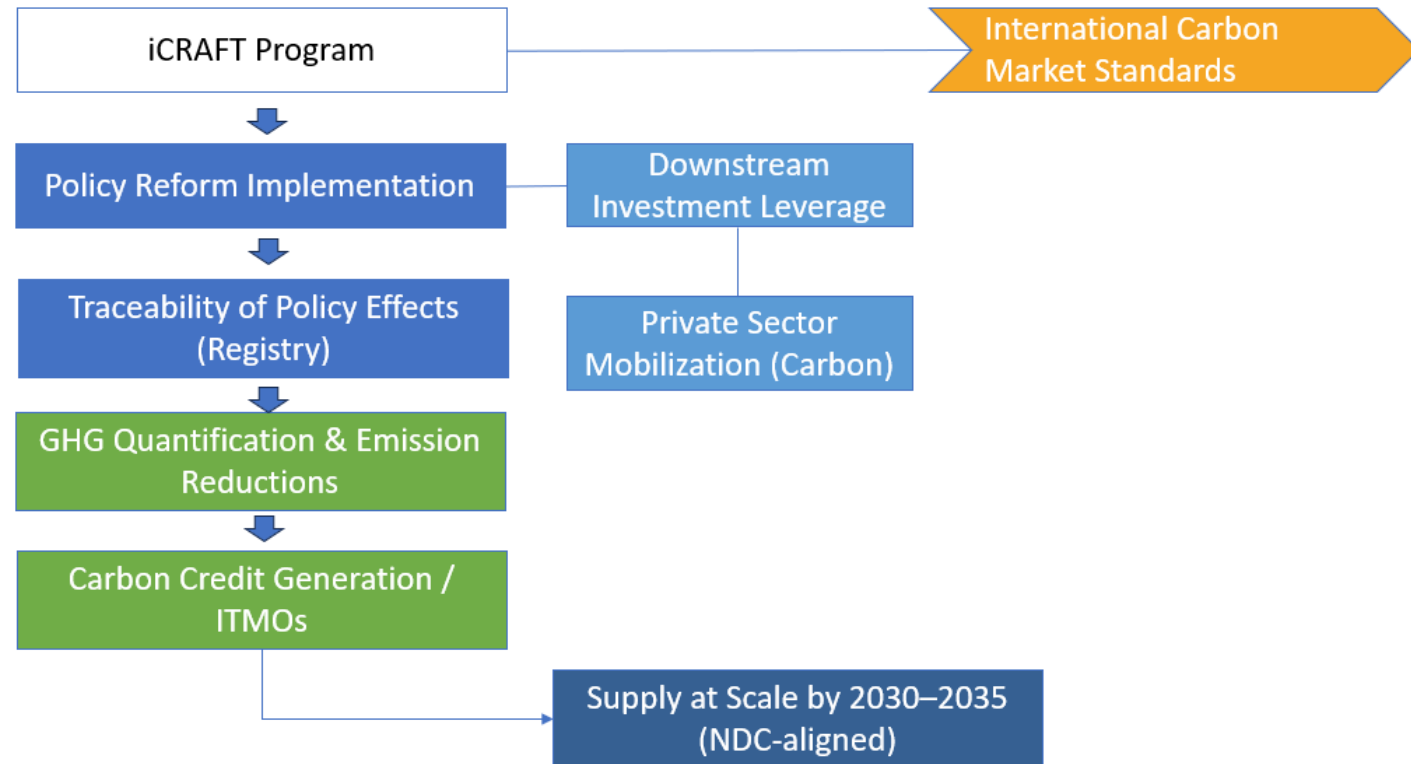 iCRAFT Program
International Carbon
Market Standards
Policy Reform Implementation
Downstream
Investment Leverage
Traceability of Policy Effects
(Registry)
Private Sector
Mobilization (Carbon)
GHG Quantification & Emission
Reductions
Carbon Credit Generation /
ITMOs
Supply at Scale by 2030–2035
(NDC-aligned)